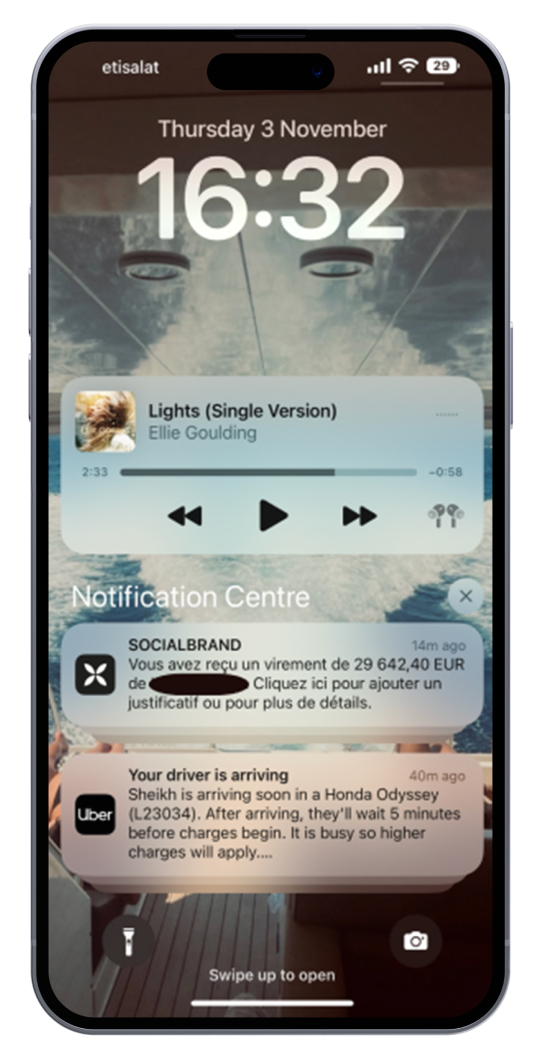 etisalat
29
Thursday 3 November
16:32
Lights (Single Version)
Ellie Goulding
2:33
-0:58
Notification Centre
SOCIALBRAND 14m ago
Vous avez reçu un virement de 29 642,40 EUR
de Cliquez ici pour ajouter un
justificatif ou pour plus de détails.
Your driver is arriving 40m ago
Uber
Sheikh is arriving soon in a Honda Odyssey
(L23034). After arriving, they'll wait 5 minutes
before charges begin. It is busy so higher
charges will apply....
Swipe up to open